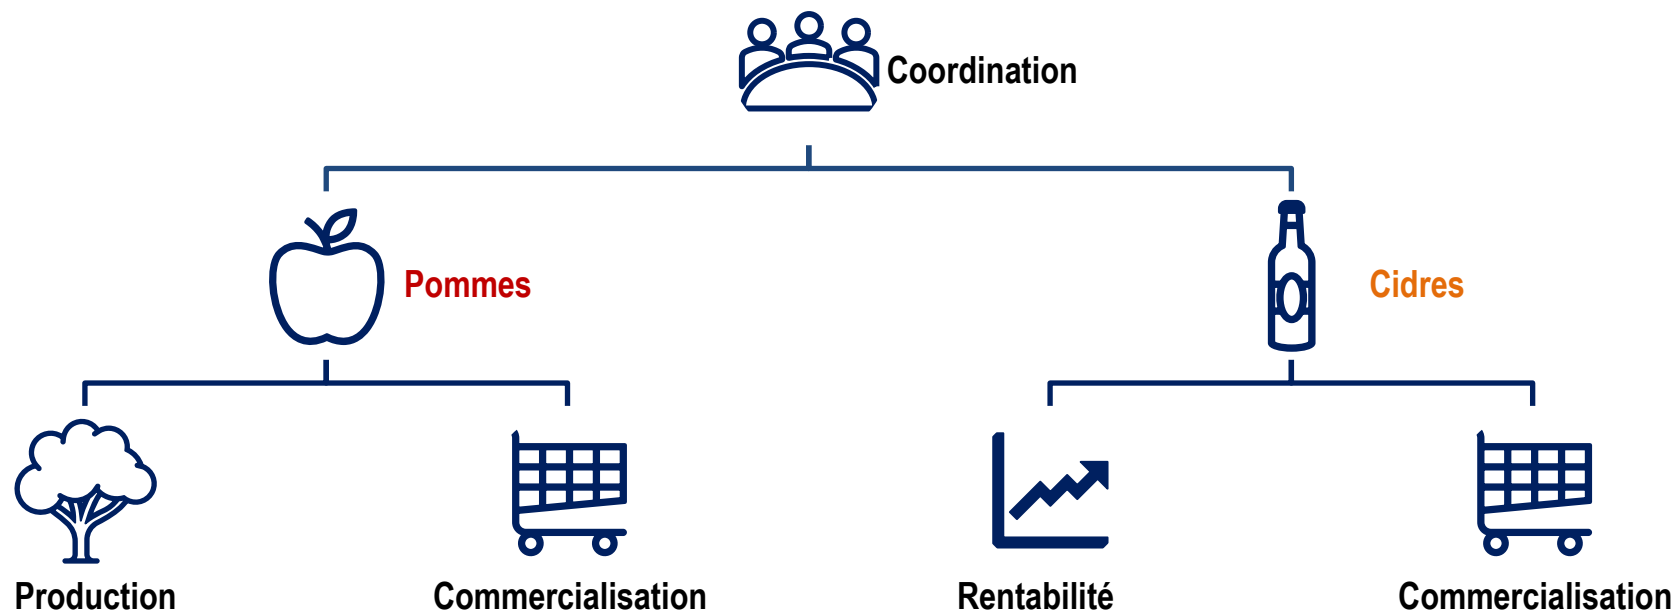 Coordination
Pommes
Cidres
Production
Commercialisation
Rentabilité
Commercialisation